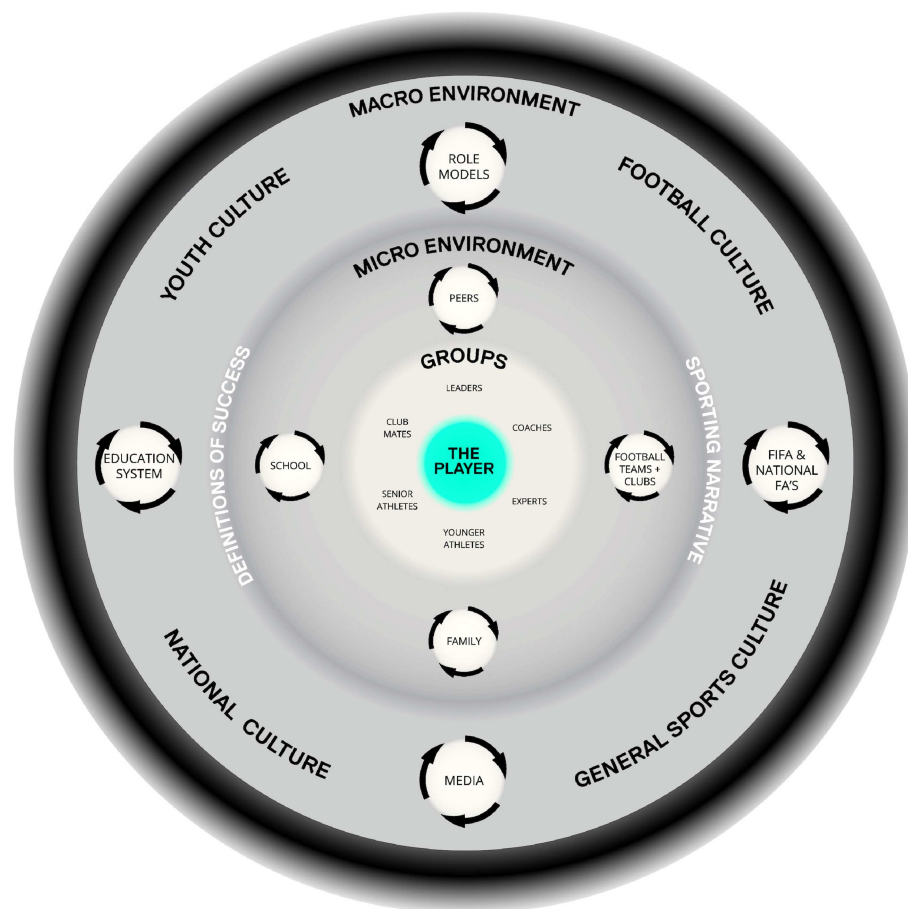 MACRO ENVIRONMENT
ROLE
MODELS
YOUTH CULTURE
FOOTBALL CULTURE
MICRO ENVIRONMENT
PEERS
GROUPS
LEADERS
CLUB
MATES
COACHES
THE
PLAYER
SENIOR
ATHLETES
EXPERTS
YOUNGER
ATHLETES
DEFINITIONS OF SUCCESS
SPORTING NARRATIVE
EDUCATION
SYSTEM
SCHOOL
FOOTBALL
TEAMS +
CLUBS
FIFA &
NATIONAL
FA'S
FAMILY
NATIONAL CULTURE
GENERAL SPORTS CULTURE
MEDIA